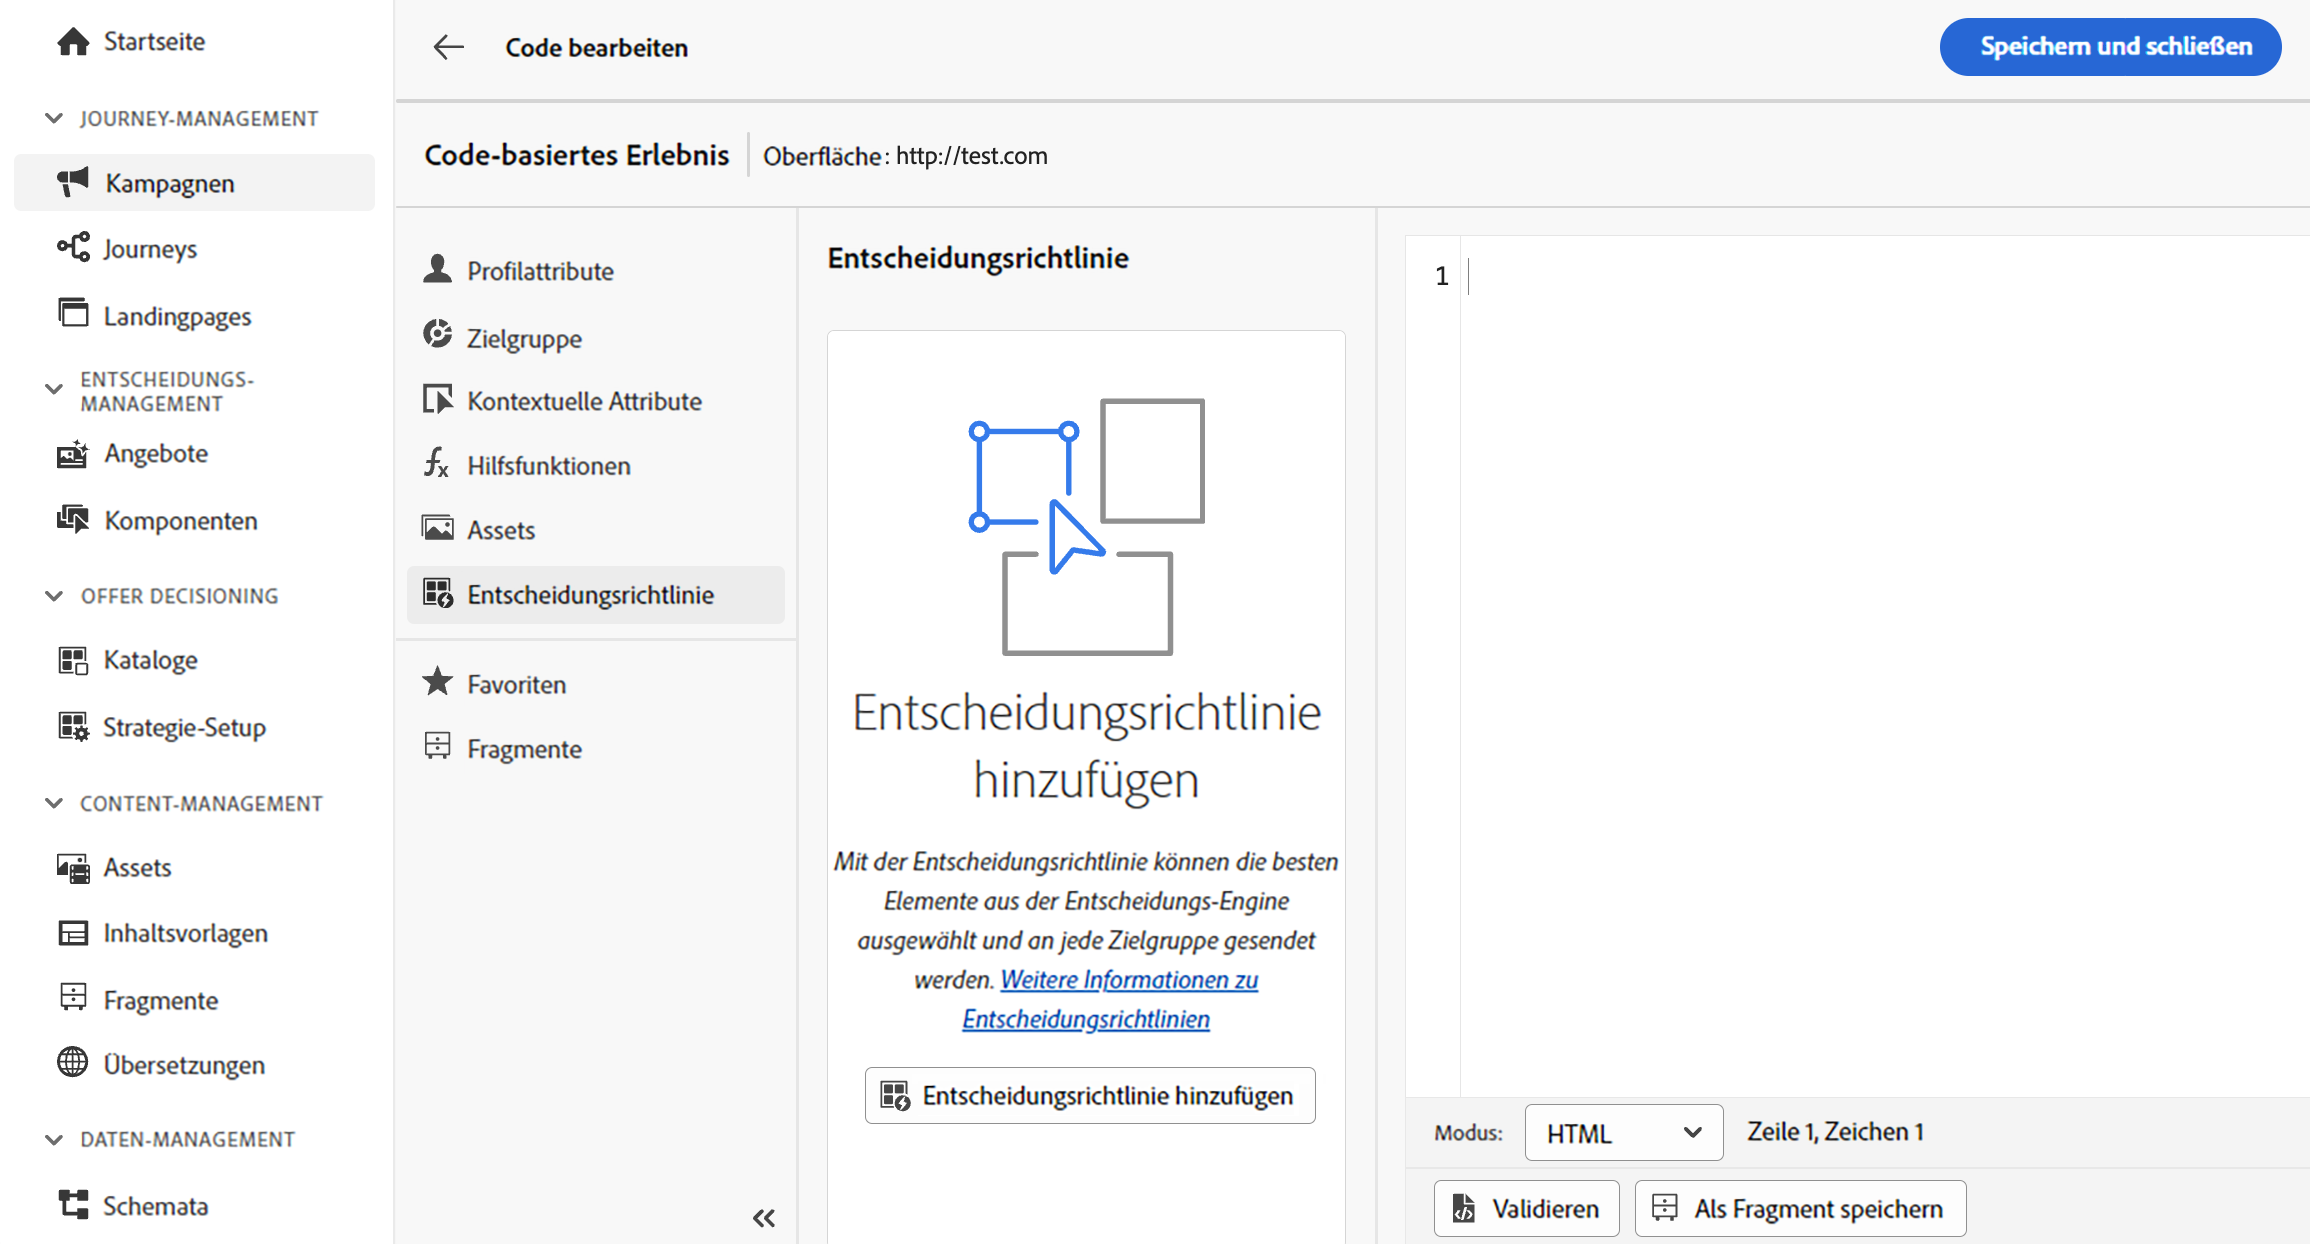 Startseite
JOURNEY-MANAGEMENT
Kampagnen
Journeys
Landingpages
ENTSCHEIDUNGS-
MANAGEMENT
Angebote
Komponenten
OFFER DECISIONING
Kataloge
Strategie-Setup
CONTENT-MANAGEMENT
Assets
Inhaltsvorlagen
Fragmente
Übersetzungen
DATEN-MANAGEMENT
Schemata
Code bearbeiten
Speichern und schließen
Code-basiertes Erlebnis
Oberfläche: http://test.com
Profilattribute
Zielgruppe
Kontextuelle Attribute
Hilfsfunktionen
Assets
Entscheidungsrichtlinie
Favoriten
Fragmente
Entscheidungsrichtlinie
Entscheidungsrichtlinie
hinzufügen
Mit der Entscheidungsrichtlinie können die besten
Elemente aus der Entscheidungs-Engine
ausgewählt und an jede Zielgruppe gesendet
werden. Weitere Informationen zu
Entscheidungsrichtlinien
Entscheidungsrichtlinie hinzufügen
1
Modus: HTML Zeile 1, Zeichen 1
Validieren
Als Fragment speichern